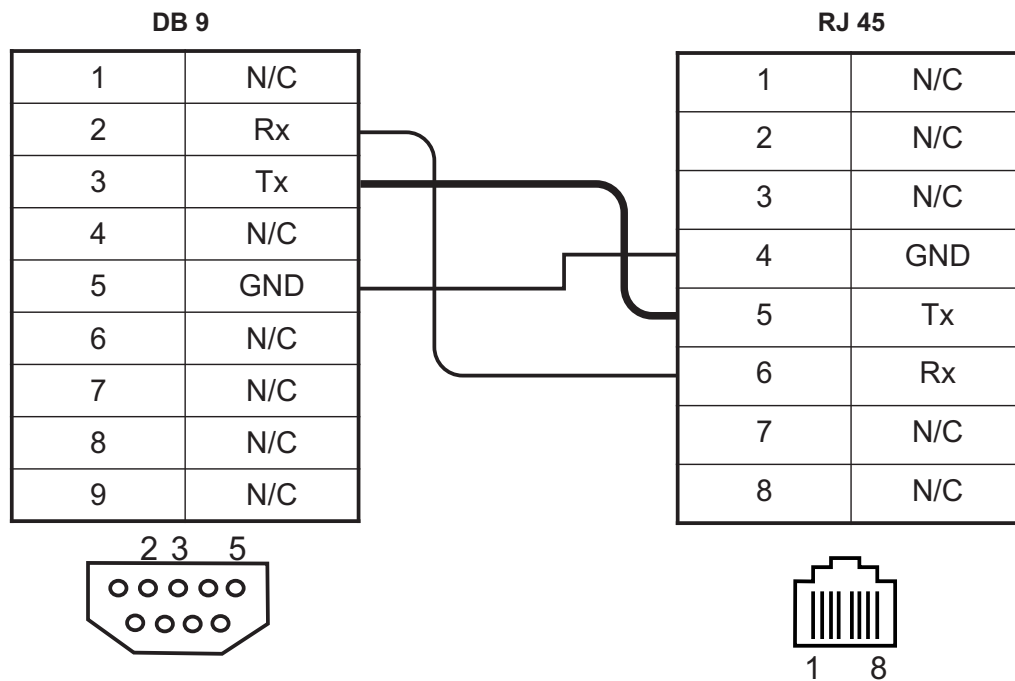 DB 9
1 N/C
2 Rx
3 Tx
4 N/C
5 GND
6 N/C
7 N/C
8 N/C
9 N/C
2 3 5
RJ 45
1 N/C
2 N/C
3 N/C
4 GND
5 Tx
6 Rx
7 N/C
8 N/C
1 8